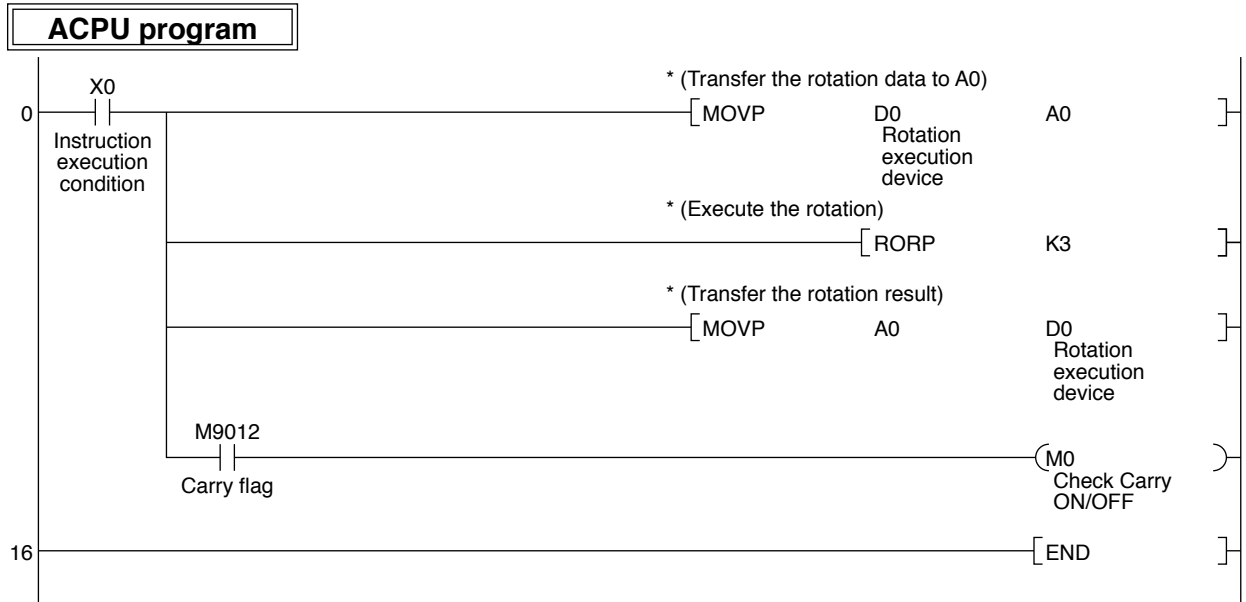 ACPU program
X0
* (Transfer the rotation data to A0)
0
MOVP D0 A0
Instruction
execution
condition
Rotation
execution
device
* (Execute the rotation)
RORP K3
* (Transfer the rotation result)
MOVP A0 D0
Rotation
execution
device
M9012
M0
Carry flag
Check Carry
ON/OFF
16
END